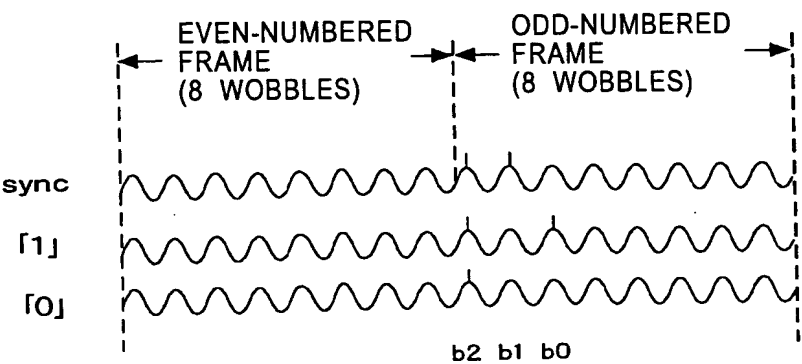 EVEN-NUMBERED
FRAME
(8 WOBBLES)
ODD-NUMBERED
FRAME
(8 WOBBLES)
sync
「1」
「0」
b2 b1 b0